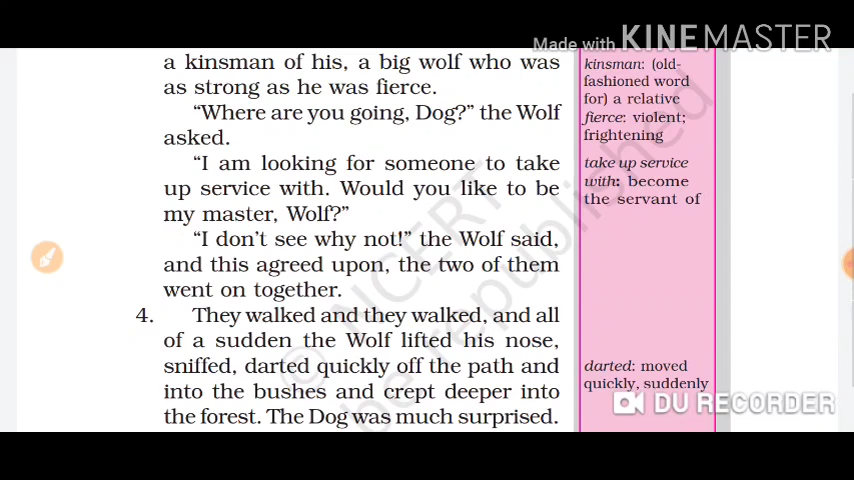 Made with KINEMASTER
a kinsman of his, a big wolf who was
as strong as he was fierce.
“Where are you going, Dog?” the Wolf
asked.
“I am looking for someone to take
up service with. Would you like to be
my master, Wolf?”
“I don’t see why not!” the Wolf said,
and this agreed upon, the two of them
went on together.
4. They walked and they walked, and all
of a sudden the Wolf lifted his nose,
sniffed, darted quickly off the path and
into the bushes and crept deeper into
the forest. The Dog was much surprised.
kinsman: (old-
fashioned word
for) a relative
fierce: violent;
frightening
take up service
with: become
the servant of
darted: moved
quickly, suddenly
DU RECORDER
© NCERT
be republished